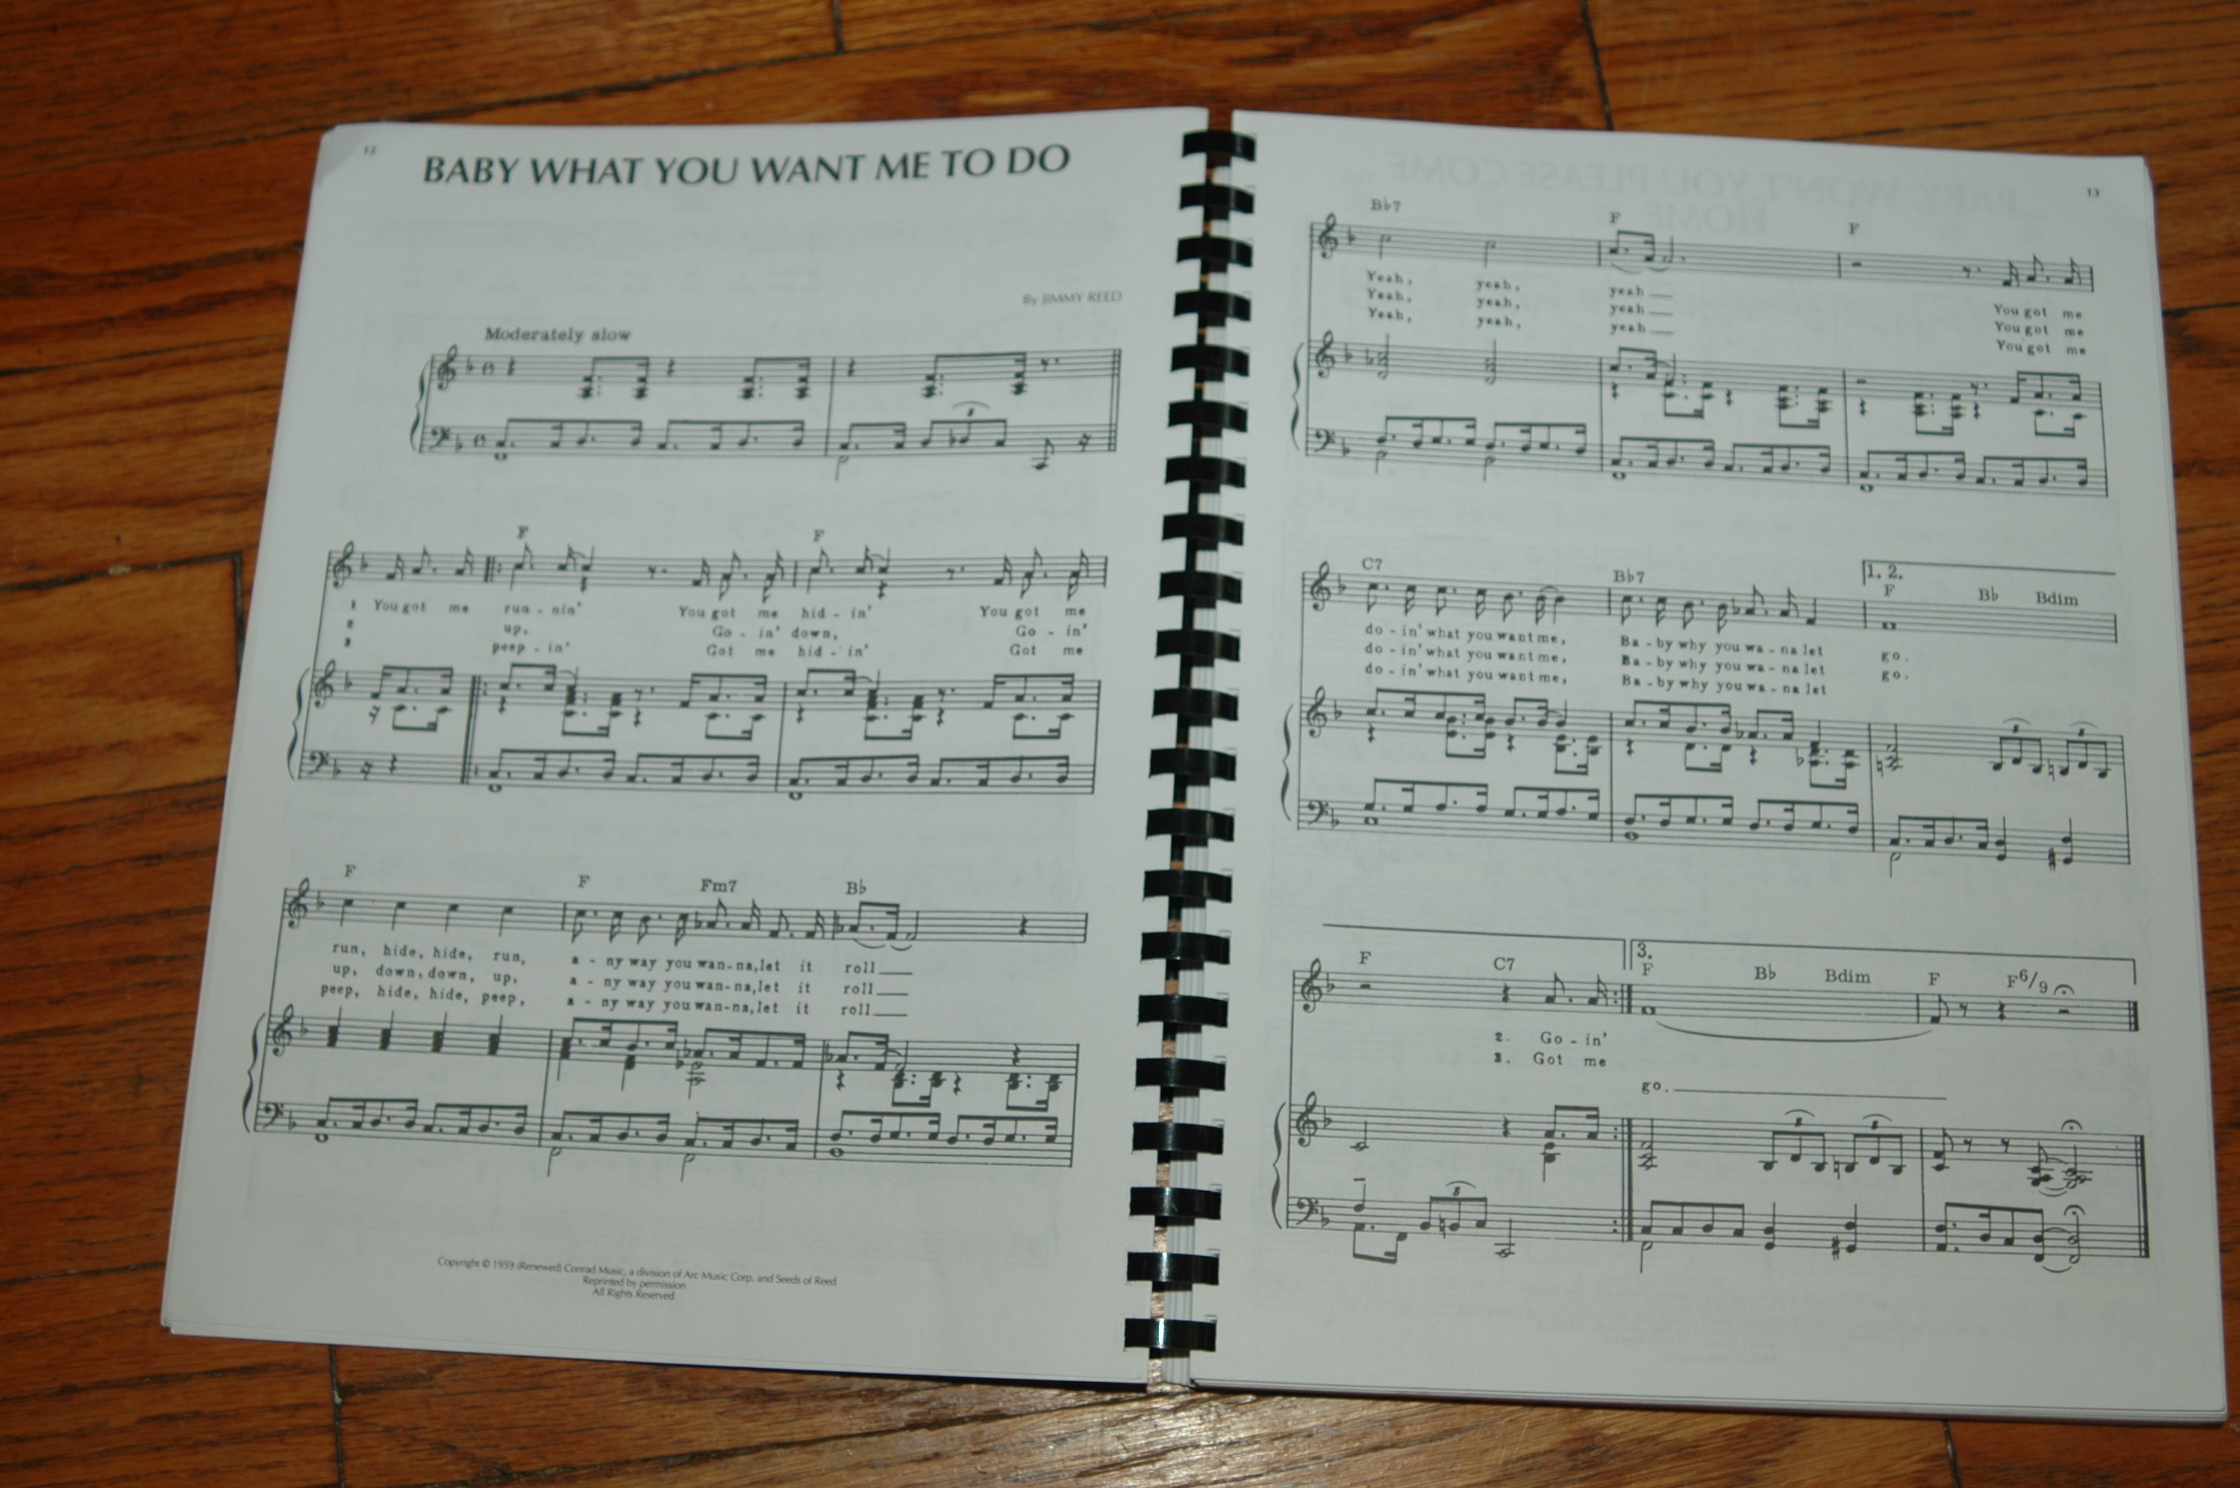 12
BABY WHAT YOU WANT ME TO DO
By JIMMY REED
Moderately slow
3
F F
1 You got me run - nin' You got me hid - in' You got me
2 up, Go - in' down, Go - in'
3 peep - in' Got me hid - in' Got me
F F Fm7 B♭
run, hide, hide, run, a - ny way you wan-na, let it roll
up, down, down, up, a - ny way you wan-na, let it roll
peep, hide, hide, peep, a - ny way you wan-na, let it roll
Copyright © 1959 (Renewed) Conrad Music, a division of Arc Music Corp. and Seeds of Reed
Reprinted by permission
All Rights Reserved
13
B♭7 F F
Yeah, yeah, yeah You got me
Yeah, yeah, yeah You got me
Yeah, yeah, yeah You got me
C7 B♭7 1. 2. F B♭ Bdim
do - in' what you want me, Ba - by why you wa - na let go.
do - in' what you want me, Ba - by why you wa - na let go.
do - in' what you want me, Ba - by why you wa - na let
3 3
F C7 3. F B♭ Bdim F F6/9
2. Go - in'
3. Got me
go.
3 3
3